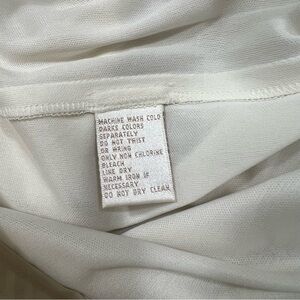 MACHINE WASH COLD
DARKS COLORS
SEPARATELY
DO NOT TWIST
OR WRING
ONLY NON CHLORINE
BLEACH
LINE DRY
WARM IRON IF
NECESSARY
DO NOT DRY CLEAN